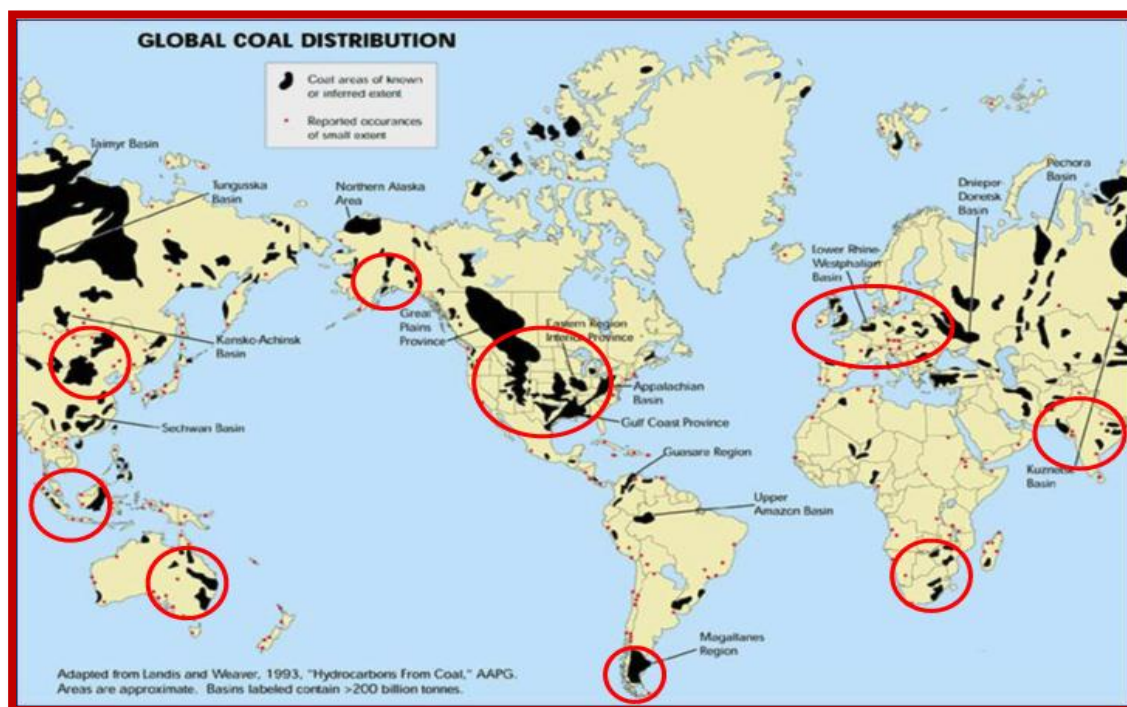 GLOBAL COAL DISTRIBUTION
Coal areas of known
or inferred extent
Reported occurances
of small extent
Taimyr Basin
Tungusska
Basin
Northern Alaska
Area
Pechora
Basin
Dnieper-
Donetsk
Basin
Lower Rhine-
Westphalian
Basin
Great
Plains
Province
Eastern Region
Interior Province
Kansko-Achinsk
Basin
Appalachian
Basin
Sechwan Basin
Gulf Coast Province
Guasare Region
Kuznetsk
Basin
Upper
Amazon Basin
Magallanes
Region
Adapted from Landis and Weaver, 1993, "Hydrocarbons From Coal," AAPG.
Areas are approximate. Basins labeled contain >200 billion tonnes.